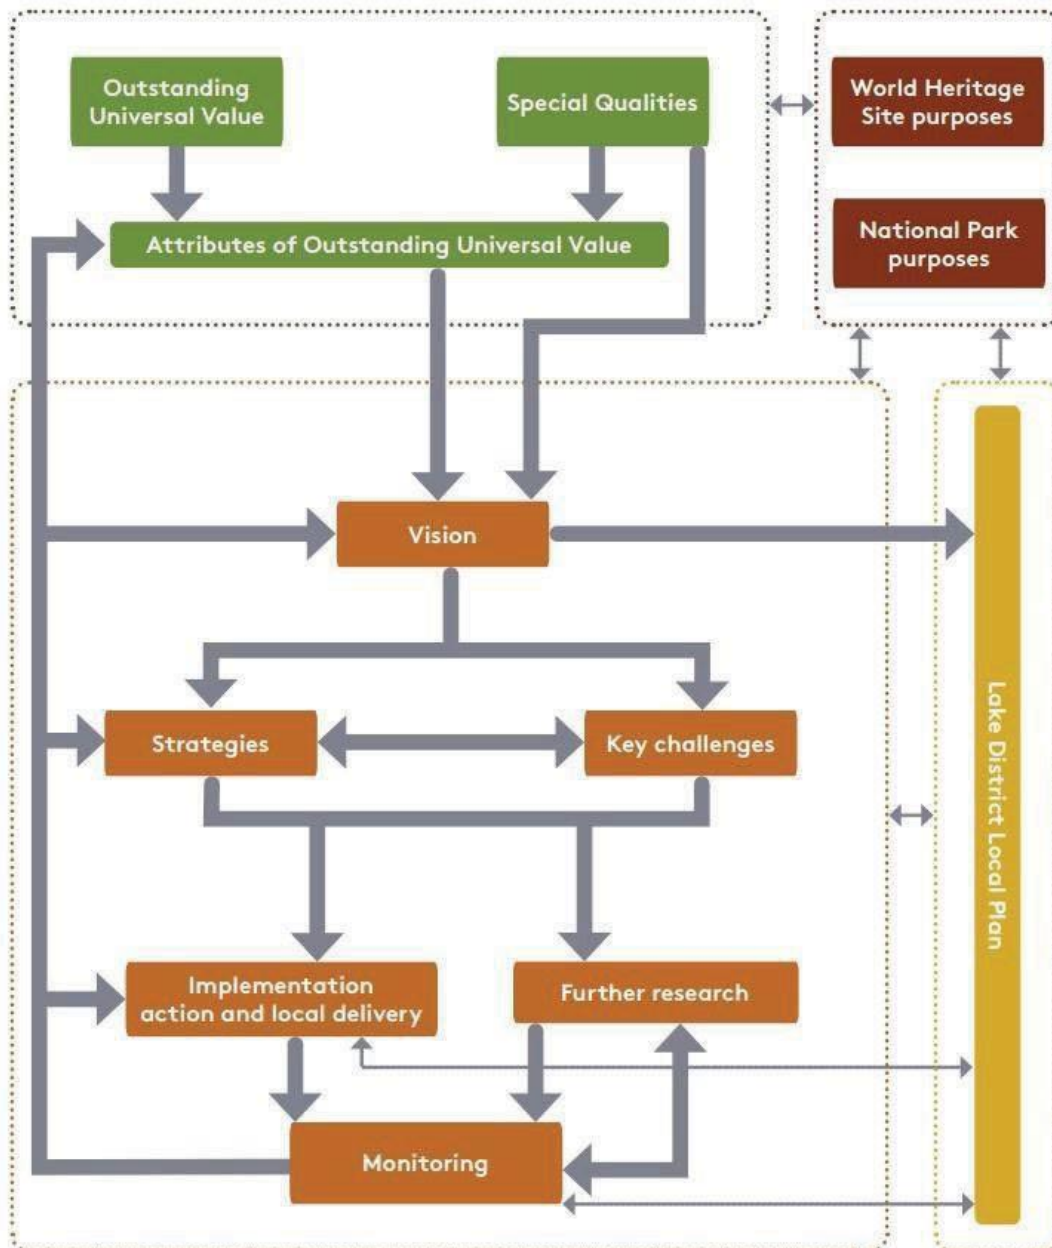 Outstanding
Universal Value
Special Qualities
World Heritage
Site purposes
Attributes of Outstanding Universal Value
National Park
purposes
Vision
Strategies
Key challenges
Lake District Local Plan
Implementation
action and local delivery
Further research
Monitoring